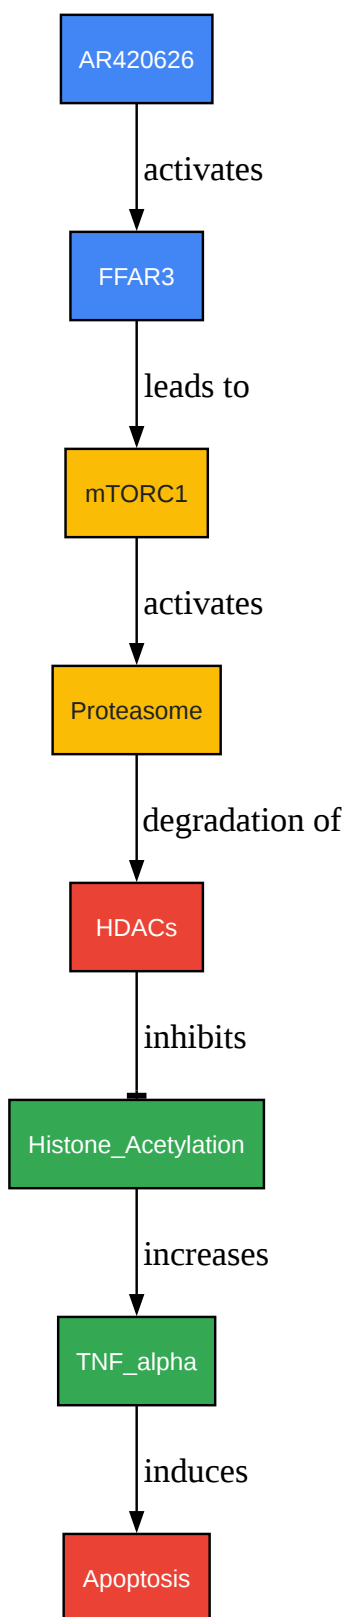 AR420626
activates
FFAR3
leads to
mTORC1
activates
Proteasome
degradation of
HDACs
inhibits
Histone_Acetylation
increases
TNF_alpha
induces
Apoptosis